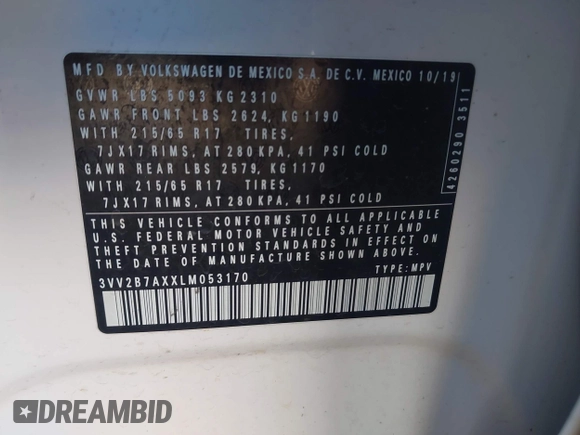 MFD BY VOLKSWAGEN DE MEXICO S.A. DE C.V. MEXICO 10/19
GVWR LBS 5093 KG 2310
GAWR FRONT LBS 2624, KG 1190
WITH 215/65 R17 TIRES,
7JX17 RIMS, AT 280 KPA, 41 PSI COLD
GAWR REAR LBS 2579, KG 1170
WITH 215/65 R17 TIRES,
7JX17 RIMS, AT 280 KPA, 41 PSI COLD
THIS VEHICLE CONFORMS TO ALL APPLICABLE
U.S. FEDERAL MOTOR VEHICLE SAFETY AND
THEFT PREVENTION STANDARDS IN EFFECT ON
THE DATE OF MANUFACTURE SHOWN ABOVE.
3VV2B7AXXLM053170 TYPE: MPV
4260290 3511
DREAMBID